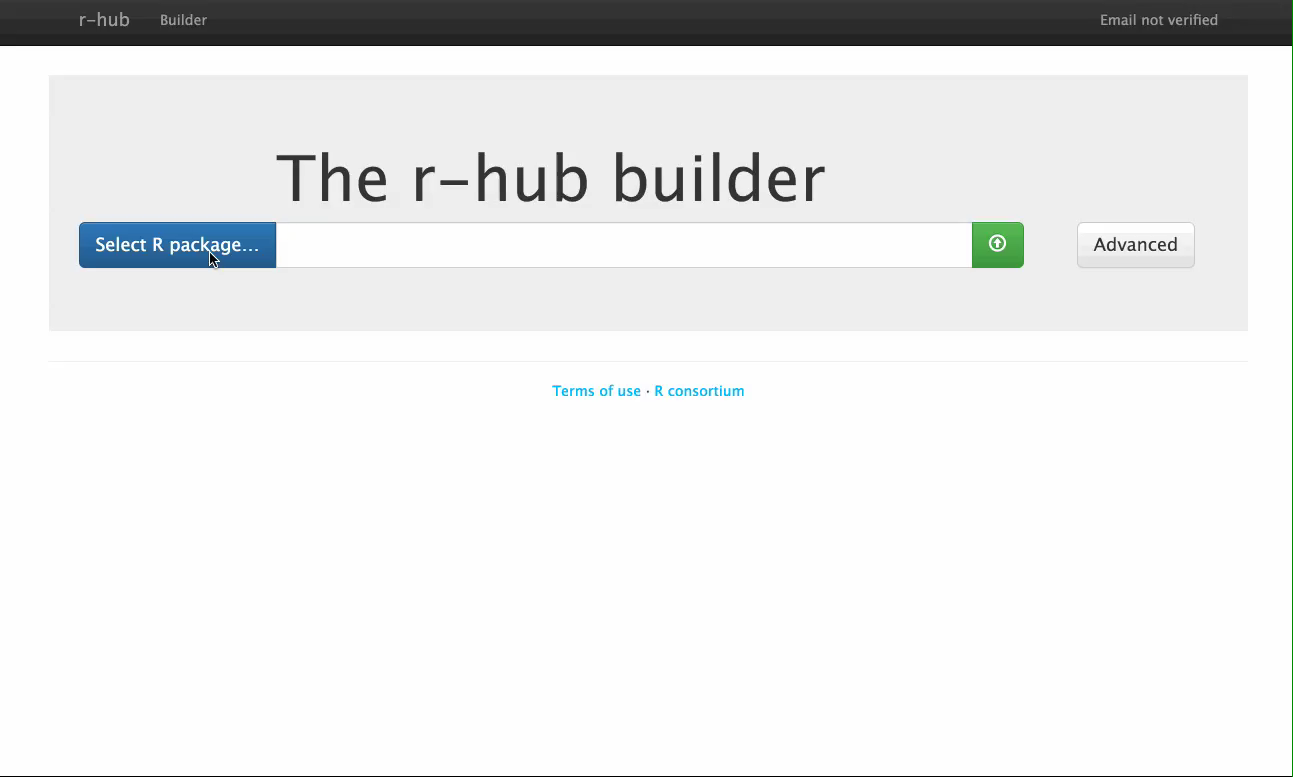 r-hub Builder Email not verified
The r-hub builder
Select R package... Advanced
Terms of use · R consortium